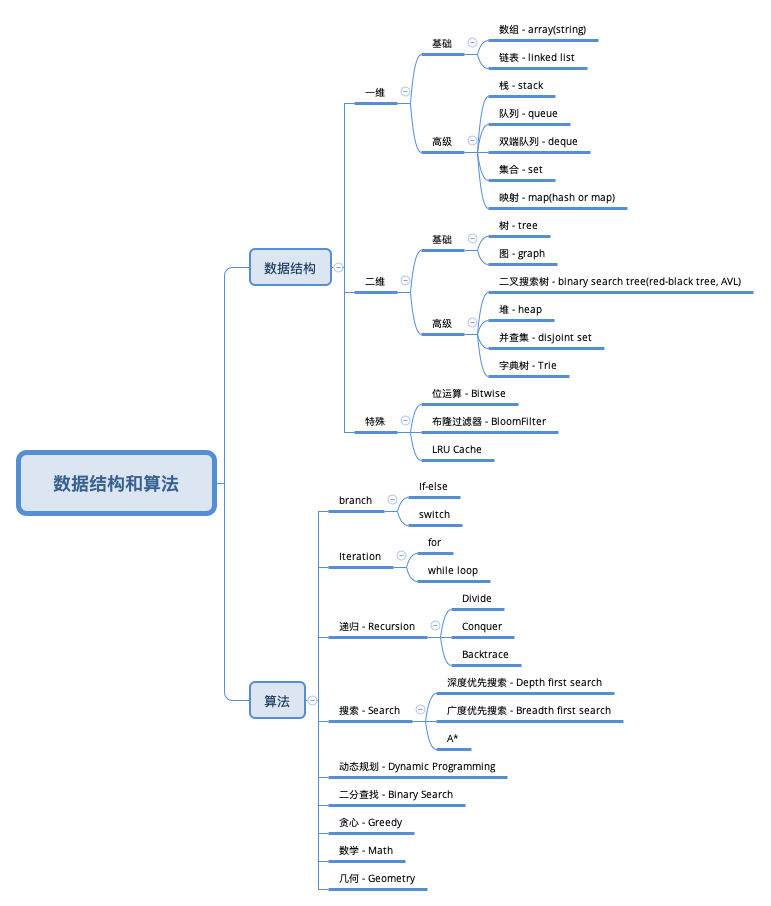 数据结构和算法
数据结构
一维
基础
数组 - array(string)
链表 - linked list
高级
栈 - stack
队列 - queue
双端队列 - deque
集合 - set
映射 - map(hash or map)
二维
基础
树 - tree
图 - graph
高级
二叉搜索树 - binary search tree(red-black tree, AVL)
堆 - heap
并查集 - disjoint set
字典树 - Trie
特殊
位运算 - Bitwise
布隆过滤器 - BloomFilter
LRU Cache
算法
branch
If-else
switch
Iteration
for
while loop
递归 - Recursion
Divide
Conquer
Backtrace
搜索 - Search
深度优先搜索 - Depth first search
广度优先搜索 - Breadth first search
A*
动态规划 - Dynamic Programming
二分查找 - Binary Search
贪心 - Greedy
数学 - Math
几何 - Geometry